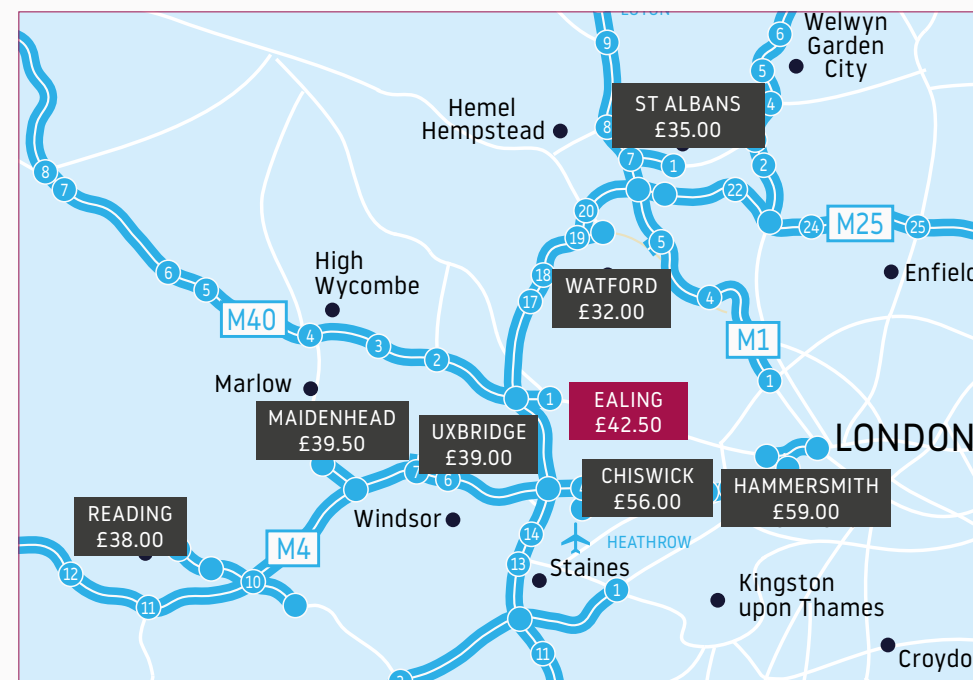 Welwyn
Garden
City
9
6
5
4
ST ALBANS
£35.00
Hemel
Hempstead
8
7
1
2
22
20
19
24
M25
25
8
7
5
Enfield
18
17
High
Wycombe
6
5
WATFORD
£32.00
4
M40
4
3
2
M1
1
Marlow
1
EALING
£42.50
MAIDENHEAD
£39.50
UXBRIDGE
£39.00
LONDON
7
6
CHISWICK
£56.00
HAMMERSMITH
£59.00
READING
£38.00
Windsor
M4
14
HEATHROW
13
Staines
12
10
11
1
Kingston
upon Thames
11
Croydo